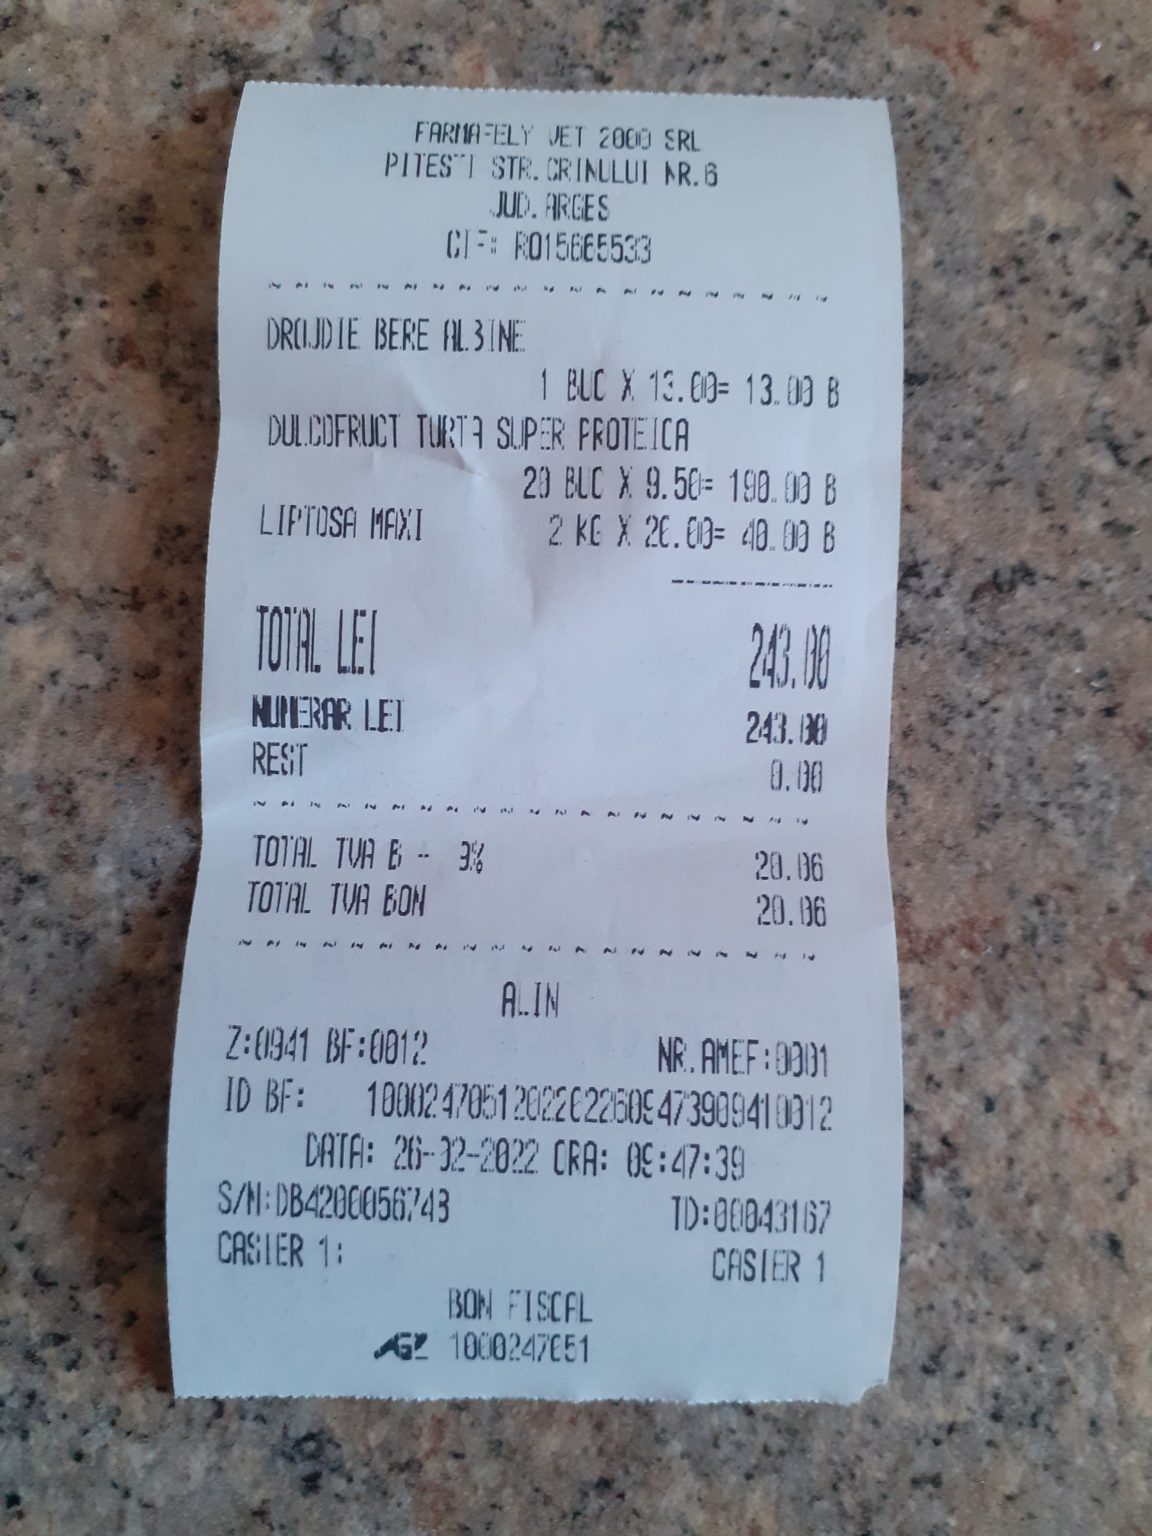 FARMAFELY VET 2000 SRL
PITESTI STR.CRINULUI NR.6
JUD.ARGES
CIF: RO15665533
DROJDIE BERE ALBINE
1 BUC X 13.00= 13.00 B
DULCOFRUCT TURTA SUPER PROTEICA
20 BUC X 9.50= 190.00 B
LIPTOSA MAXI 2 KG X 20.00= 40.00 B
TOTAL LEI 243.00
NUMERAR LEI 243.00
REST 0.00
TOTAL TVA B - 9% 20.06
TOTAL TVA BON 20.06
ALIN
Z:0941 BF:0012 NR.AMEF:0001
ID BF: 10002470512022022609473909410012
DATA: 26-02-2022 ORA: 09:47:39
S/N:DB4200056743 TD:00043167
CASIER 1: CASIER 1
BON FISCAL
1000247051